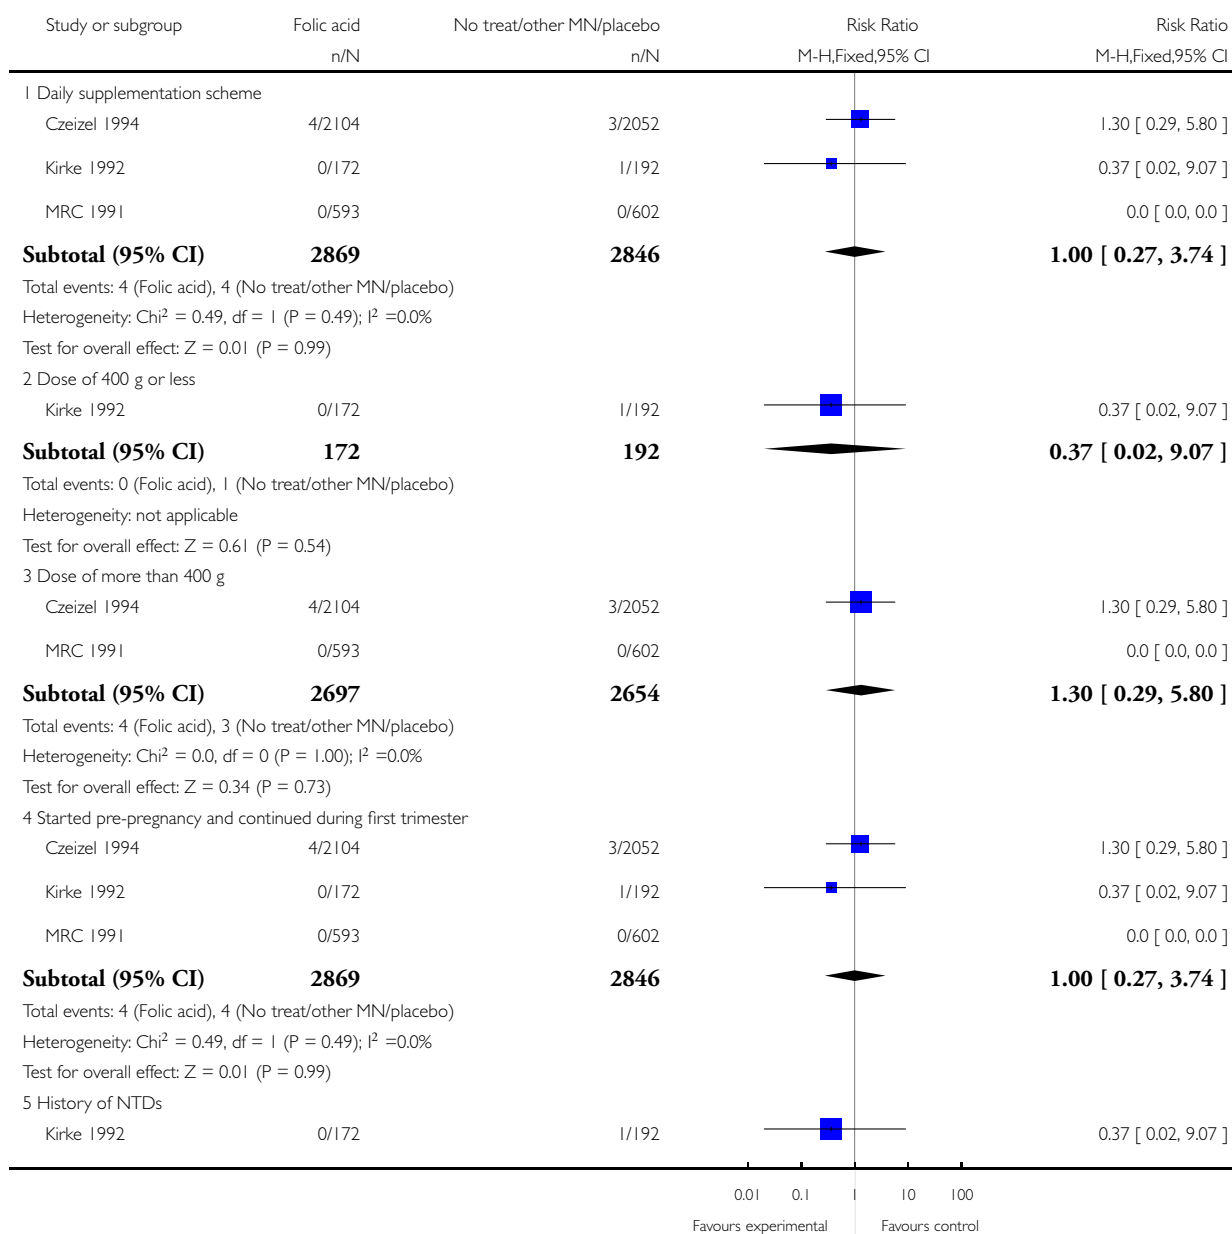 Study or subgroup Folic acid No treat/other MN/placebo Risk Ratio Risk Ratio
n/N n/N M-H,Fixed,95% CI M-H,Fixed,95% CI
1 Daily supplementation scheme
Czeizel 1994 4/2104 3/2052 1.30 [ 0.29, 5.80 ]
Kirke 1992 0/172 1/192 0.37 [ 0.02, 9.07 ]
MRC 1991 0/593 0/602 0.0 [ 0.0, 0.0 ]
Subtotal (95% CI) 2869 2846 1.00 [ 0.27, 3.74 ]
Total events: 4 (Folic acid), 4 (No treat/other MN/placebo)
Heterogeneity: Chi² = 0.49, df = 1 (P = 0.49); I² =0.0%
Test for overall effect: Z = 0.01 (P = 0.99)
2 Dose of 400 g or less
Kirke 1992 0/172 1/192 0.37 [ 0.02, 9.07 ]
Subtotal (95% CI) 172 192 0.37 [ 0.02, 9.07 ]
Total events: 0 (Folic acid), 1 (No treat/other MN/placebo)
Heterogeneity: not applicable
Test for overall effect: Z = 0.61 (P = 0.54)
3 Dose of more than 400 g
Czeizel 1994 4/2104 3/2052 1.30 [ 0.29, 5.80 ]
MRC 1991 0/593 0/602 0.0 [ 0.0, 0.0 ]
Subtotal (95% CI) 2697 2654 1.30 [ 0.29, 5.80 ]
Total events: 4 (Folic acid), 3 (No treat/other MN/placebo)
Heterogeneity: Chi² = 0.0, df = 0 (P = 1.00); I² =0.0%
Test for overall effect: Z = 0.34 (P = 0.73)
4 Started pre-pregnancy and continued during first trimester
Czeizel 1994 4/2104 3/2052 1.30 [ 0.29, 5.80 ]
Kirke 1992 0/172 1/192 0.37 [ 0.02, 9.07 ]
MRC 1991 0/593 0/602 0.0 [ 0.0, 0.0 ]
Subtotal (95% CI) 2869 2846 1.00 [ 0.27, 3.74 ]
Total events: 4 (Folic acid), 4 (No treat/other MN/placebo)
Heterogeneity: Chi² = 0.49, df = 1 (P = 0.49); I² =0.0%
Test for overall effect: Z = 0.01 (P = 0.99)
5 History of NTDs
Kirke 1992 0/172 1/192 0.37 [ 0.02, 9.07 ]
0.01 0.1 1 10 100
Favours experimental Favours control